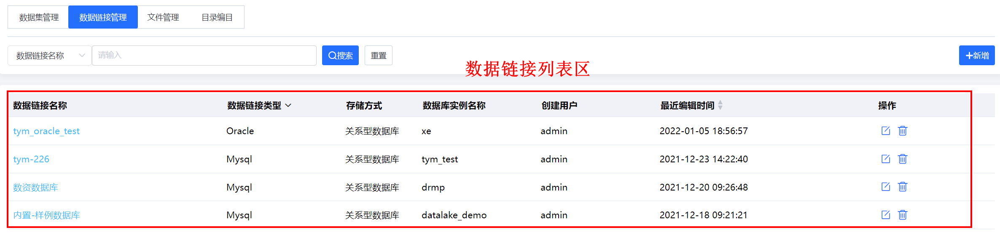 数据集管理 数据链接管理 文件管理 目录编目
数据链接名称 请输入 搜索 重置 新增
数据链接列表区
数据链接名称 数据链接类型 存储方式 数据库实例名称 创建用户 最近编辑时间 操作
tym_oracle_test Oracle 关系型数据库 xe admin 2022-01-05 18:56:57
tym-226 Mysql 关系型数据库 tym_test admin 2021-12-23 14:22:40
数资数据库 Mysql 关系型数据库 drmp admin 2021-12-20 09:26:48
内置-样例数据库 Mysql 关系型数据库 datalake_demo admin 2021-12-18 09:21:21